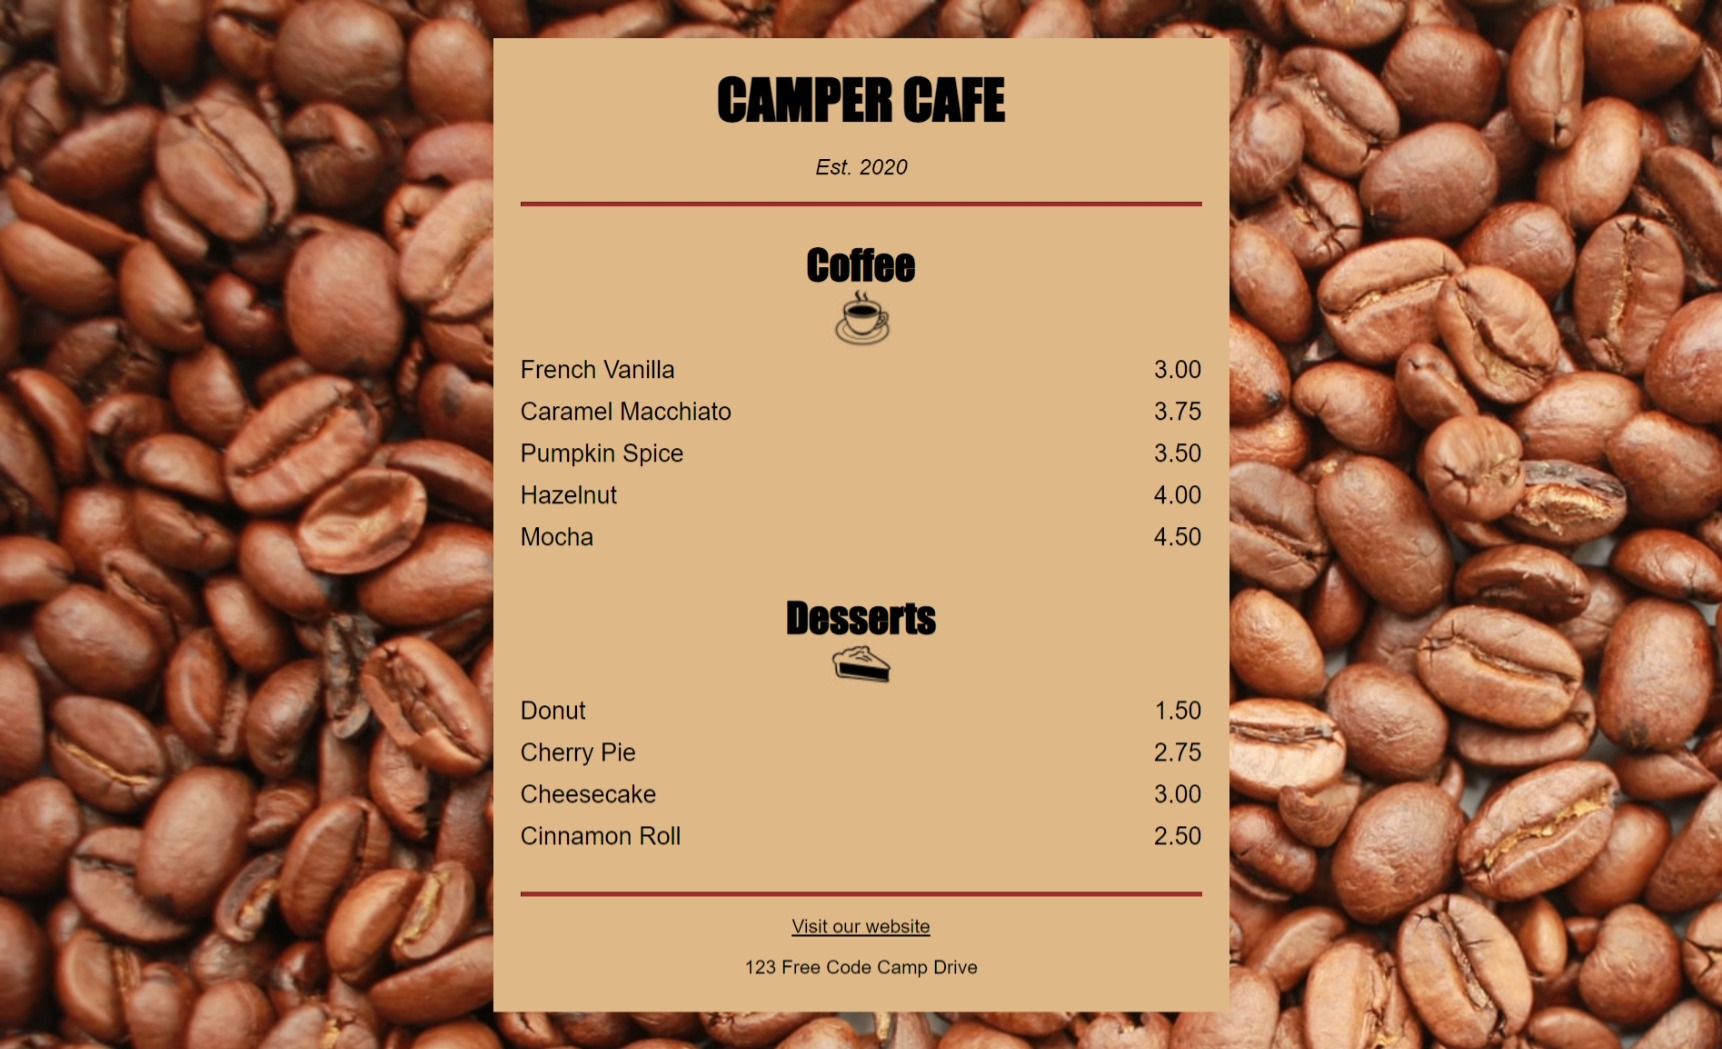 CAMPER CAFE
Est. 2020
Coffee
French Vanilla 3.00
Caramel Macchiato 3.75
Pumpkin Spice 3.50
Hazelnut 4.00
Mocha 4.50
Desserts
Donut 1.50
Cherry Pie 2.75
Cheesecake 3.00
Cinnamon Roll 2.50
Visit our website
123 Free Code Camp Drive